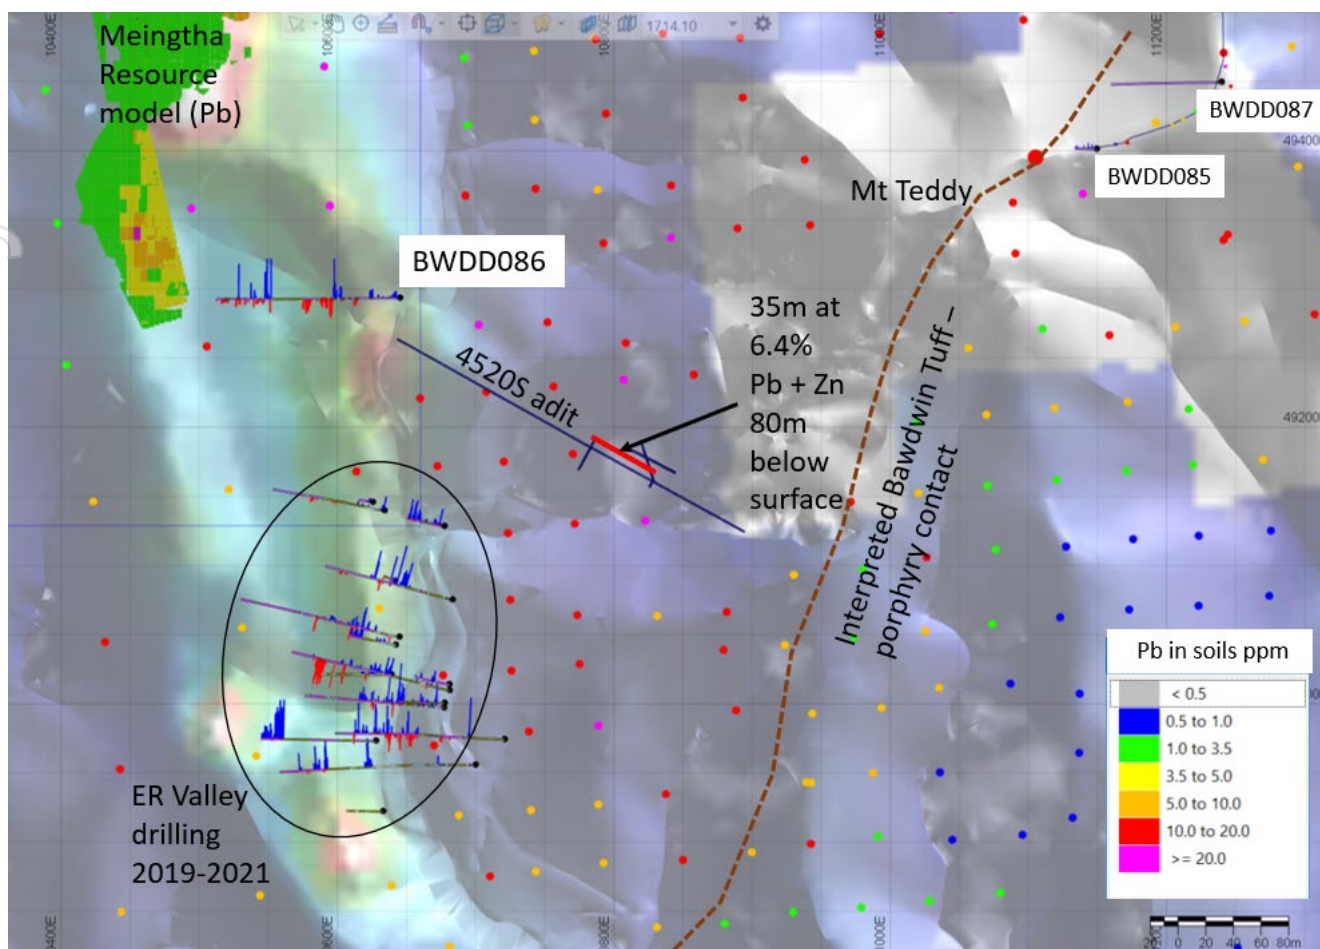 10400E
10600E
1714.10
11000E
11200E
Meingtha
Resource
model (Pb)
BWDD087
49400
BWDD085
Mt Teddy
BWDD086
35m at
6.4%
Pb + Zn
80m
below
surface
4520S adit
49200
Interpreted Bawdwin Tuff –
porphyry contact
Pb in soils ppm
< 0.5
0.5 to 1.0
1.0 to 3.5
3.5 to 5.0
5.0 to 10.0
10.0 to 20.0
>= 20.0
ER Valley
drilling
2019-2021
0 20 40 60 80m